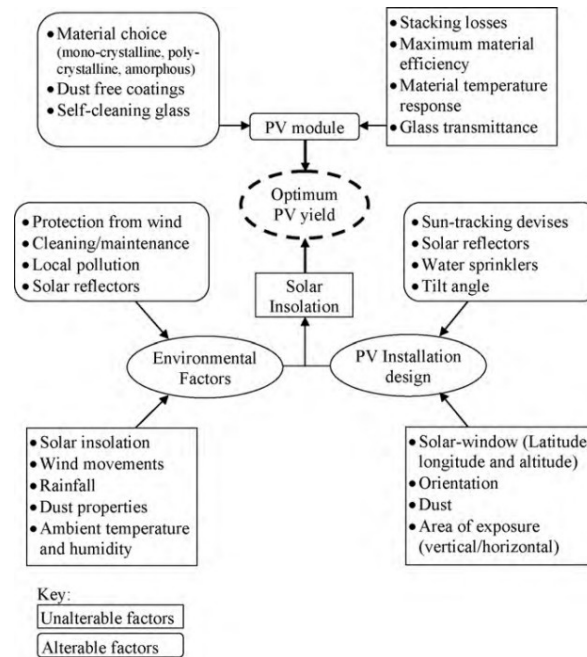 ● Material choice
(mono-crystalline, poly-
crystalline, amorphous)
● Dust free coatings
● Self-cleaning glass
● Stacking losses
● Maximum material
efficiency
● Material temperature
response
● Glass transmittance
PV module
Optimum
PV yield
● Protection from wind
● Cleaning/maintenance
● Local pollution
● Solar reflectors
● Sun-tracking devises
● Solar reflectors
● Water sprinklers
● Tilt angle
Solar
Insolation
Environmental
Factors
PV Installation
design
● Solar insolation
● Wind movements
● Rainfall
● Dust properties
● Ambient temperature
and humidity
● Solar-window (Latitude,
longitude and altitude)
● Orientation
● Dust
● Area of exposure
(vertical/horizontal)
Key:
Unalterable factors
Alterable factors